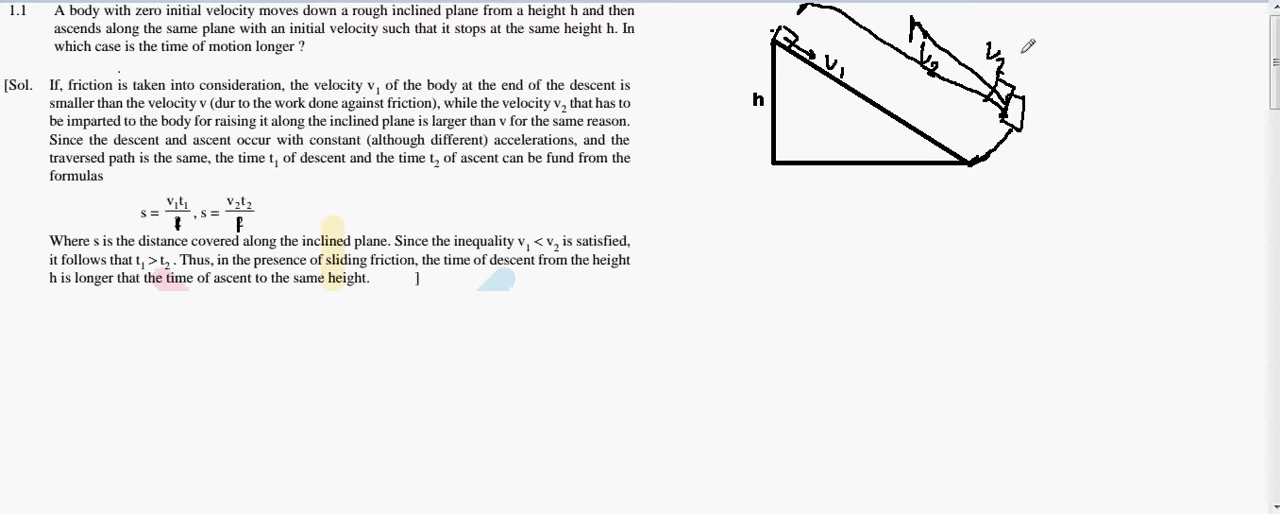 1.1 A body with zero initial velocity moves down a rough inclined plane from a height h and then
ascends along the same plane with an initial velocity such that it stops at the same height h. In
which case is the time of motion longer ?
[Sol. If, friction is taken into consideration, the velocity v₁ of the body at the end of the descent is
smaller than the velocity v (dur to the work done against friction), while the velocity v₂ that has to
be imparted to the body for raising it along the inclined plane is larger than v for the same reason.
Since the descent and ascent occur with constant (although different) accelerations, and the
traversed path is the same, the time t₁ of descent and the time t₂ of ascent can be fund from the
formulas
s = v₁t₁ / , s = v₂t₂ /
Where s is the distance covered along the inclined plane. Since the inequality v₁ < v₂ is satisfied,
it follows that t₁ > t₂ . Thus, in the presence of sliding friction, the time of descent from the height
h is longer that the time of ascent to the same height. ]
h
v₁
V₂